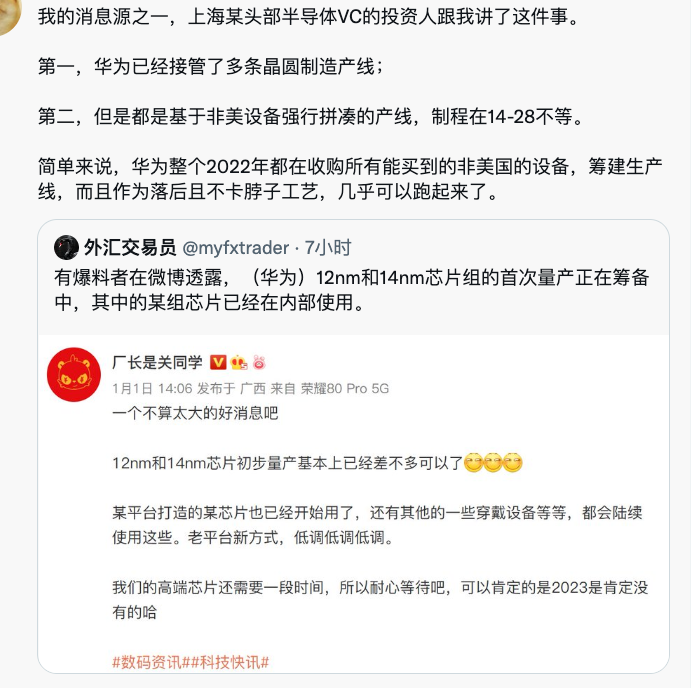 我的消息源之一，上海某头部半导体VC的投资人跟我讲了这件事。
第一，华为已经接管了多条晶圆制造产线；
第二，但是都是基于非美设备强行拼凑的产线，制程在14-28不等。
简单来说，华为整个2022年都在收购所有能买到的非美国的设备，筹建生产
线，而且作为落后且不卡脖子工艺，几乎可以跑起来了。
外汇交易员 @myfxtrader · 7小时
有爆料者在微博透露，（华为）12nm和14nm芯片组的首次量产正在筹备
中，其中的某组芯片已经在内部使用。
厂长是关同学
1月1日 14:06 发布于 广西 来自 荣耀80 Pro 5G
一个不算太大的好消息吧
12nm和14nm芯片初步量产基本上已经差不多可以了
某平台打造的某芯片也已经开始用了，还有其他的一些穿戴设备等等，都会陆续
使用这些。老平台新方式，低调低调低调。
我们的高端芯片还需要一段时间，所以耐心等待吧，可以肯定的是2023是肯定没
有的哈
#数码资讯##科技快讯#